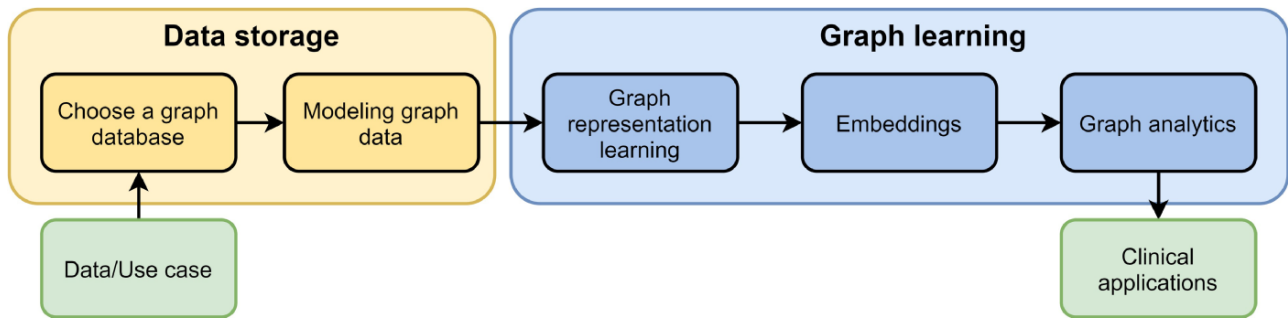 Data storage
Graph learning
Choose a graph
database
Modeling graph
data
Graph
representation
learning
Embeddings
Graph analytics
Data/Use case
Clinical
applications